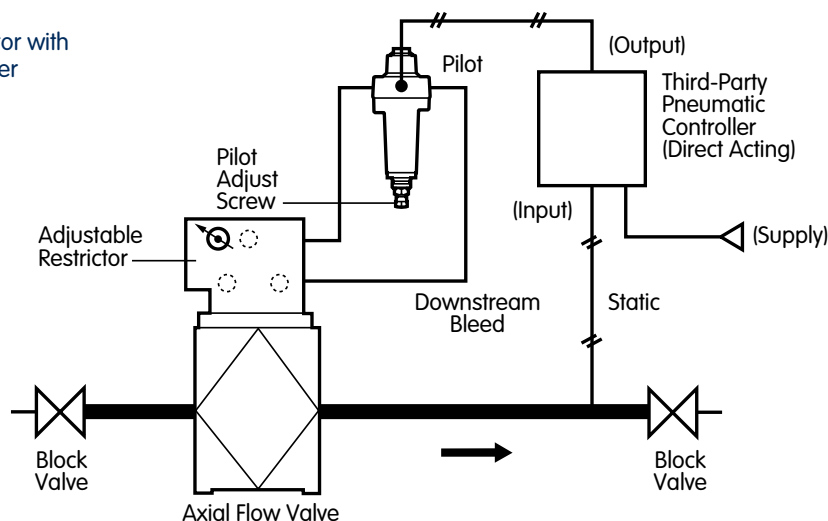 or with
er
Pilot
(Output)
Third-Party
Pneumatic
Controller
(Direct Acting)
Pilot
Adjust
Screw
(Input)
(Supply)
Adjustable
Restrictor
Downstream
Bleed
Static
Block
Valve
Block
Valve
Axial Flow Valve